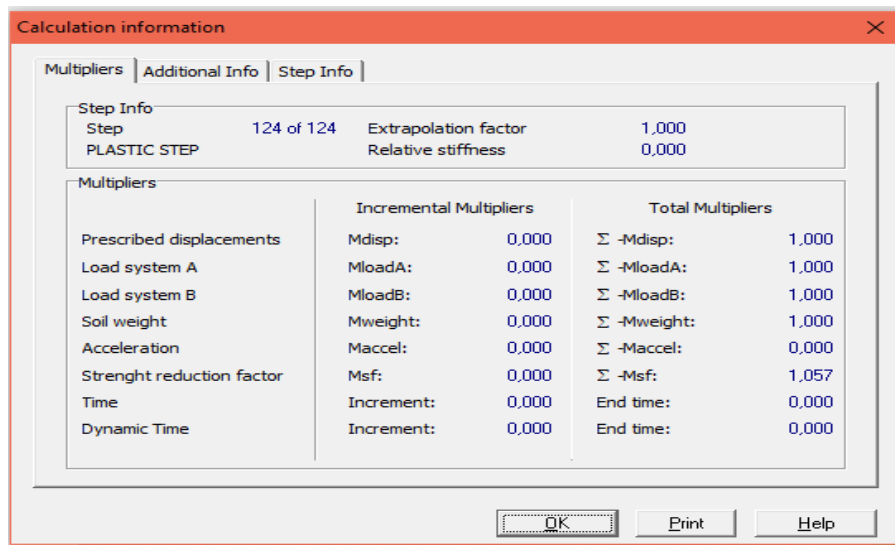 Calculation information
Multipliers Additional Info Step Info
Step Info
Step 124 of 124 Extrapolation factor 1,000
PLASTIC STEP Relative stiffness 0,000
Multipliers
Incremental Multipliers Total Multipliers
Prescribed displacements Mdisp: 0,000 Σ -Mdisp: 1,000
Load system A MloadA: 0,000 Σ -MloadA: 1,000
Load system B MloadB: 0,000 Σ -MloadB: 1,000
Soil weight Mweight: 0,000 Σ -Mweight: 1,000
Acceleration Maccel: 0,000 Σ -Maccel: 0,000
Strenght reduction factor Msf: 0,000 Σ -Msf: 1,057
Time Increment: 0,000 End time: 0,000
Dynamic Time Increment: 0,000 End time: 0,000
OK Print Help